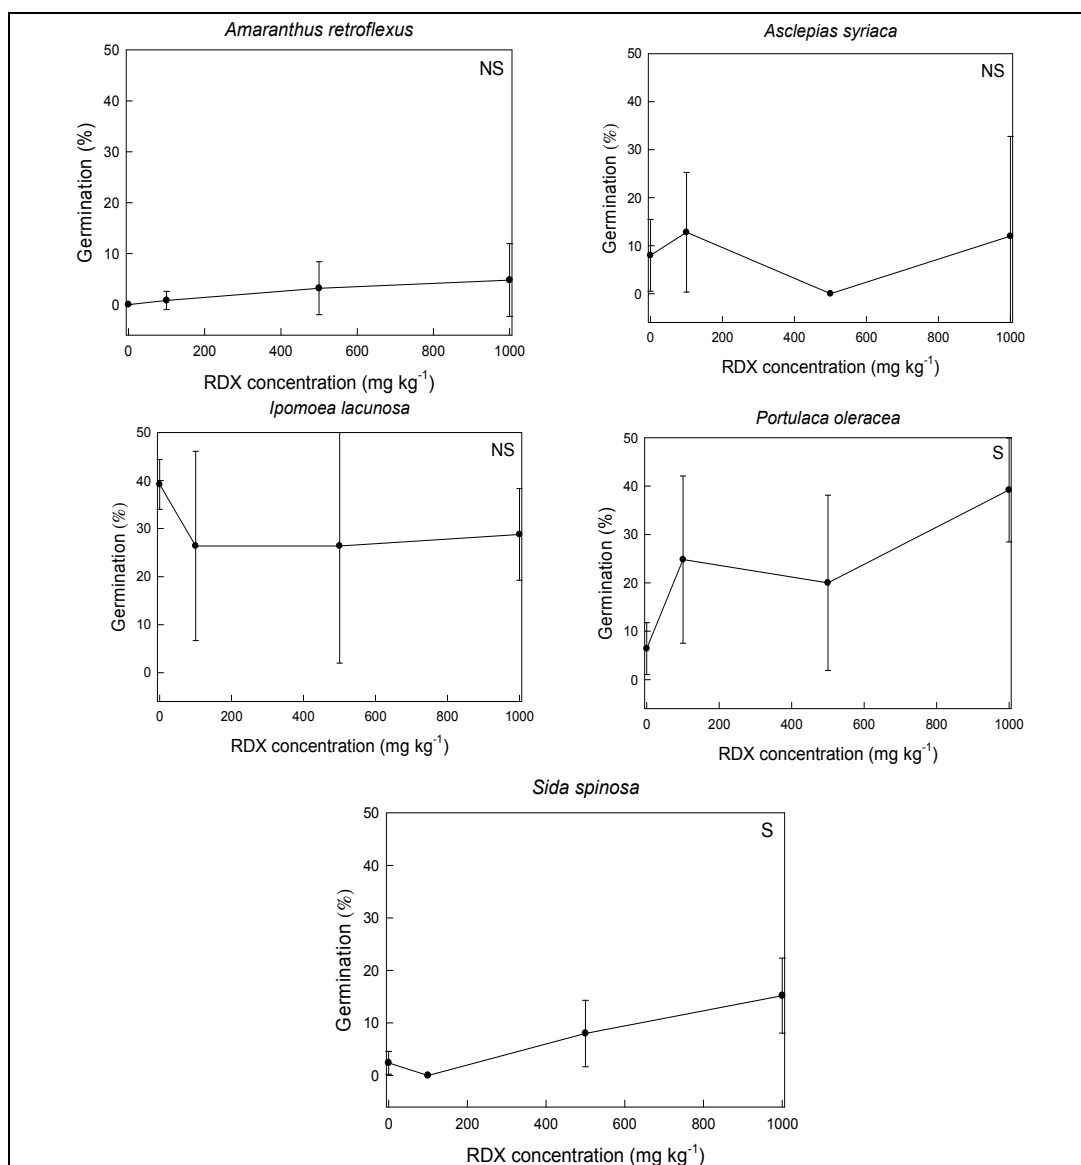 Amaranthus retroflexus
NS
Germination (%)
50
40
30
20
10
0
0 200 400 600 800 1000
RDX concentration (mg kg⁻¹)
Asclepias syriaca
NS
Germination (%)
50
40
30
20
10
0
0 200 400 600 800 1000
RDX concentration (mg kg⁻¹)
Ipomoea lacunosa
NS
Germination (%)
50
40
30
20
10
0
0 200 400 600 800 1000
RDX concentration (mg kg⁻¹)
Portulaca oleracea
S
Germination (%)
50
40
30
20
10
0
0 200 400 600 800 1000
RDX concentration (mg kg⁻¹)
Sida spinosa
S
Germination (%)
50
40
30
20
10
0
0 200 400 600 800 1000
RDX concentration (mg kg⁻¹)